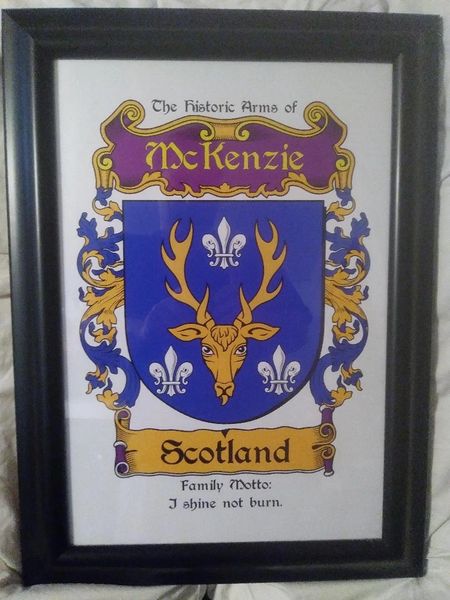 The Historic Arms of
McKenzie
Scotland
Family Motto:
I shine not burn.